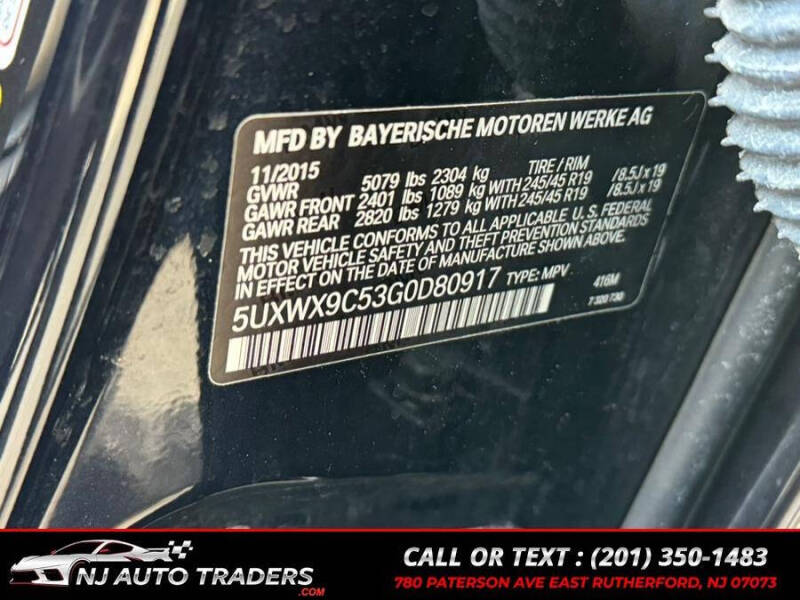 MFD BY BAYERISCHE MOTOREN WERKE AG
11/2015 TIRE / RIM
GVWR 5079 lbs 2304 kg
GAWR FRONT 2401 lbs 1089 kg WITH 245/45 R19 /8.5J x 19
GAWR REAR 2820 lbs 1279 kg WITH 245/45 R19 /8.5J x 19
THIS VEHICLE CONFORMS TO ALL APPLICABLE U.S. FEDERAL
MOTOR VEHICLE SAFETY AND THEFT PREVENTION STANDARDS
IN EFFECT ON THE DATE OF MANUFACTURE SHOWN ABOVE.
5UXWX9C53G0D80917 TYPE: MPV 416M
7 320 730
NJ AUTO TRADERS
.COM
CALL OR TEXT : (201) 350-1483
780 PATERSON AVE EAST RUTHERFORD, NJ 07073